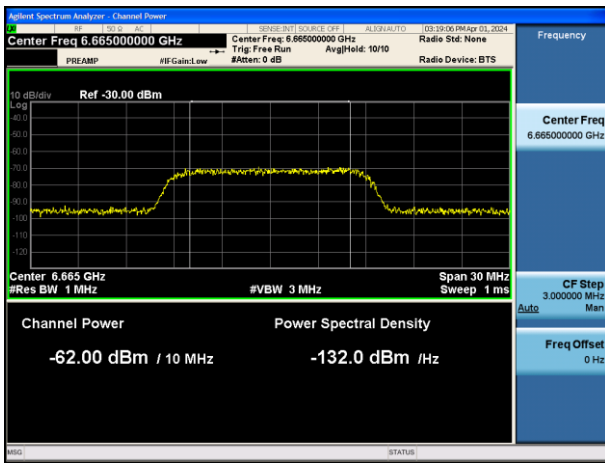 Agilent Spectrum Analyzer - Channel Power
RF 50 Ω AC SENSE:INT SOURCE OFF ALIGN AUTO 03:19:06 PM Apr 01, 2024
Center Freq 6.665000000 GHz Center Freq: 6.665000000 GHz Radio Std: None
Trig: Free Run Avg|Hold: 10/10
PREAMP #IFGain:Low #Atten: 0 dB Radio Device: BTS
Frequency
10 dB/div Ref -30.00 dBm
Log
-40.0
-50.0
-60.0
-70.0
-80.0
-90.0
-100
-110
-120
Center 6.665 GHz Span 30 MHz
#Res BW 1 MHz #VBW 3 MHz Sweep 1 ms
Center Freq
6.665000000 GHz
CF Step
3.000000 MHz
Auto Man
Freq Offset
0 Hz
Channel Power Power Spectral Density
-62.00 dBm / 10 MHz -132.0 dBm /Hz
MSG STATUS